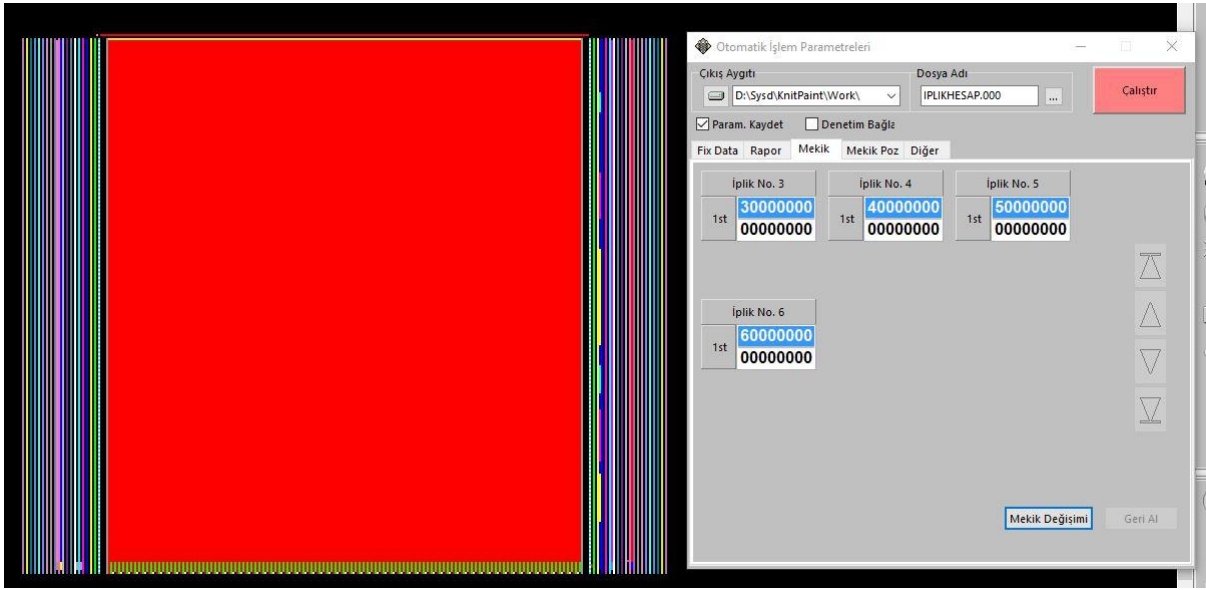 Otomatik İşlem Parametreleri
Çıkış Aygıtı
Dosya Adı
D:\Sysd\KnitPaint\Work\
IPLIKHESAP.000
...
Çalıştır
Param. Kaydet
Denetim Bağla
Fix Data Rapor Mekik Mekik Poz Diğer
İplik No. 3
İplik No. 4
İplik No. 5
1st
30000000
00000000
1st
40000000
00000000
1st
50000000
00000000
İplik No. 6
1st
60000000
00000000
Mekik Değişimi
Geri Al